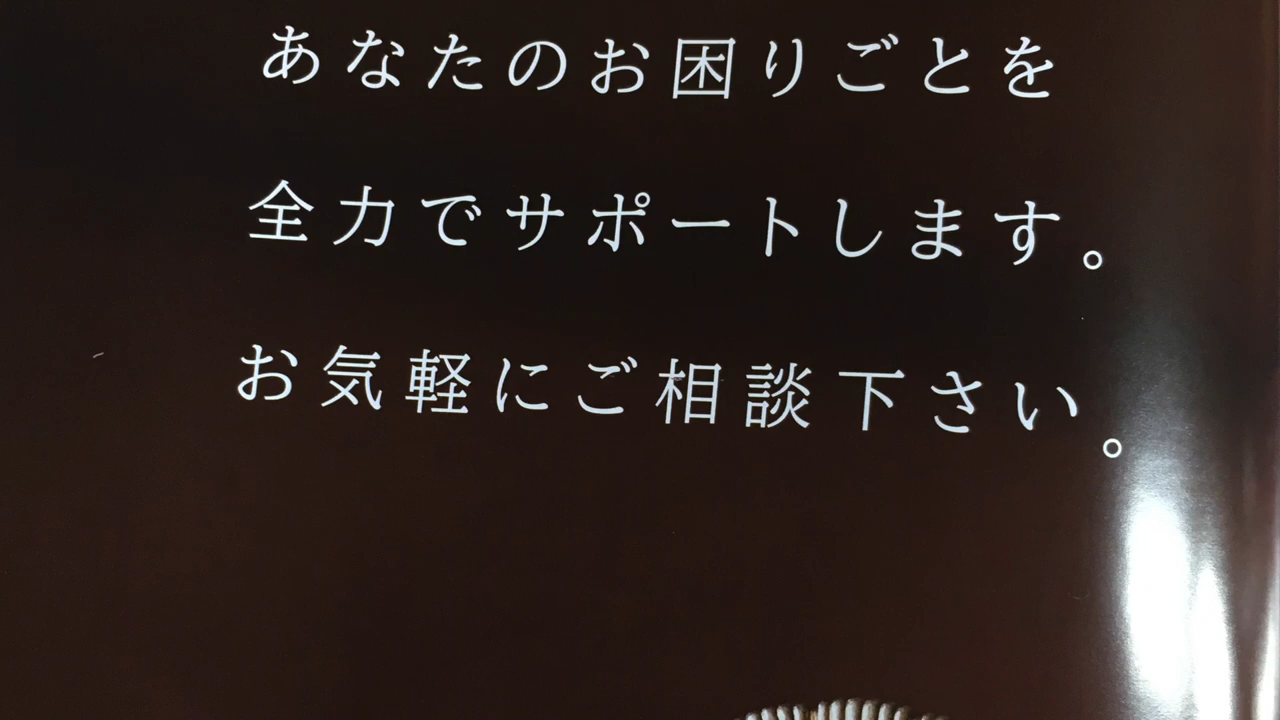 あなたのお困りごとを
全力でサポートします。
お気軽にご相談下さい。